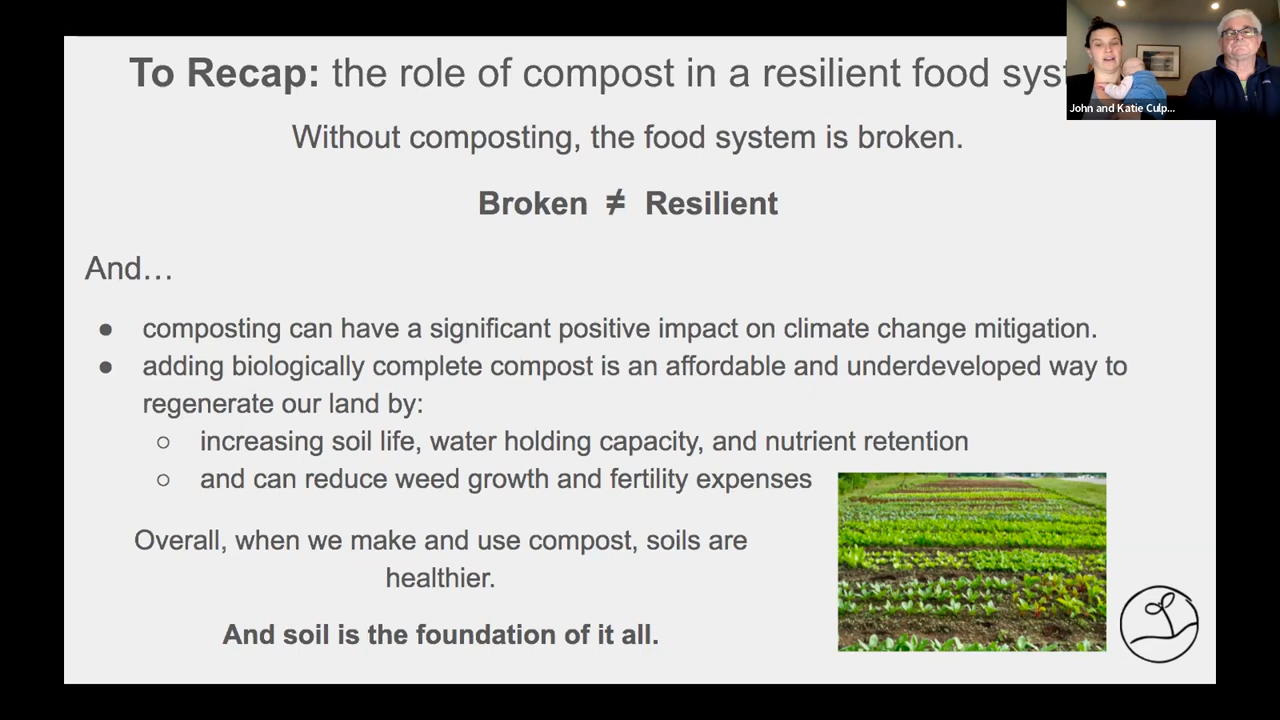 To Recap: the role of compost in a resilient food syst
John and Katie Culp...
Without composting, the food system is broken.
Broken ≠ Resilient
And…
● composting can have a significant positive impact on climate change mitigation.
● adding biologically complete compost is an affordable and underdeveloped way to
regenerate our land by:
○ increasing soil life, water holding capacity, and nutrient retention
○ and can reduce weed growth and fertility expenses
Overall, when we make and use compost, soils are
healthier.
And soil is the foundation of it all.